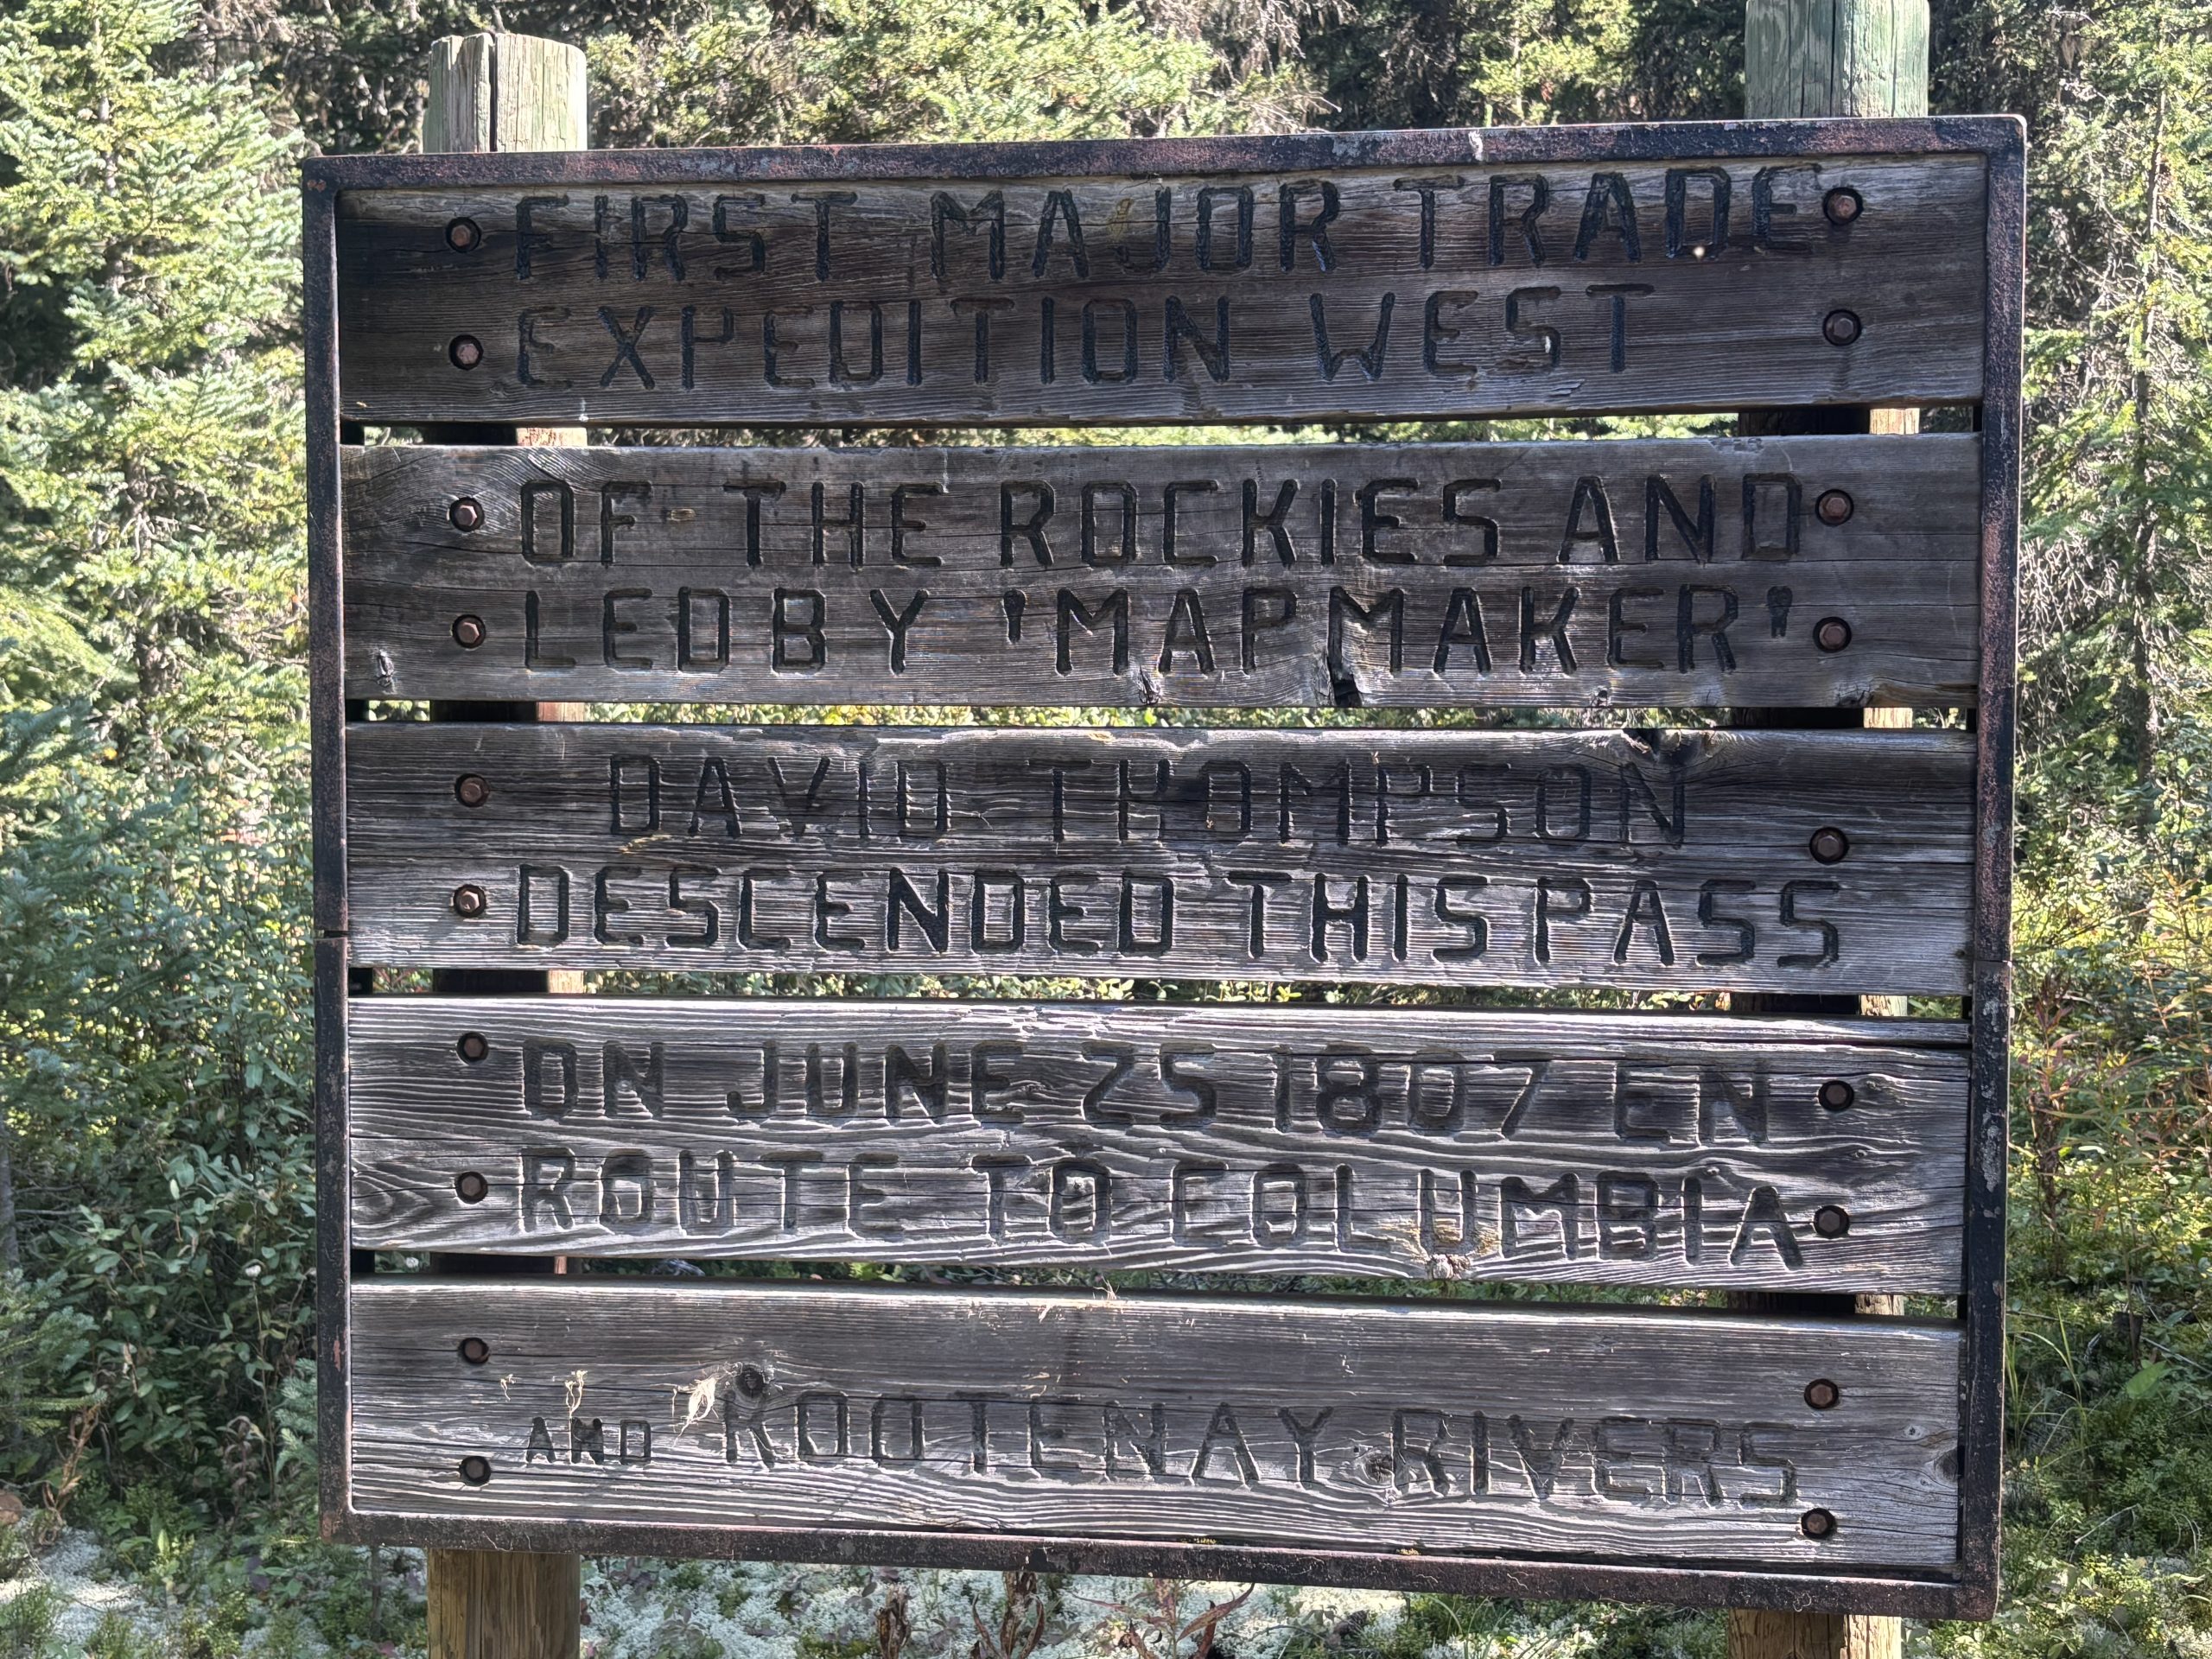 FIRST MAJOR TRADE
EXPEDITION WEST
OF THE ROCKIES AND
LED BY 'MAPMAKER'
DAVID THOMPSON
DESCENDED THIS PASS
ON JUNE 25 1807 EN
ROUTE TO COLUMBIA
AND KOOTENAY RIVERS